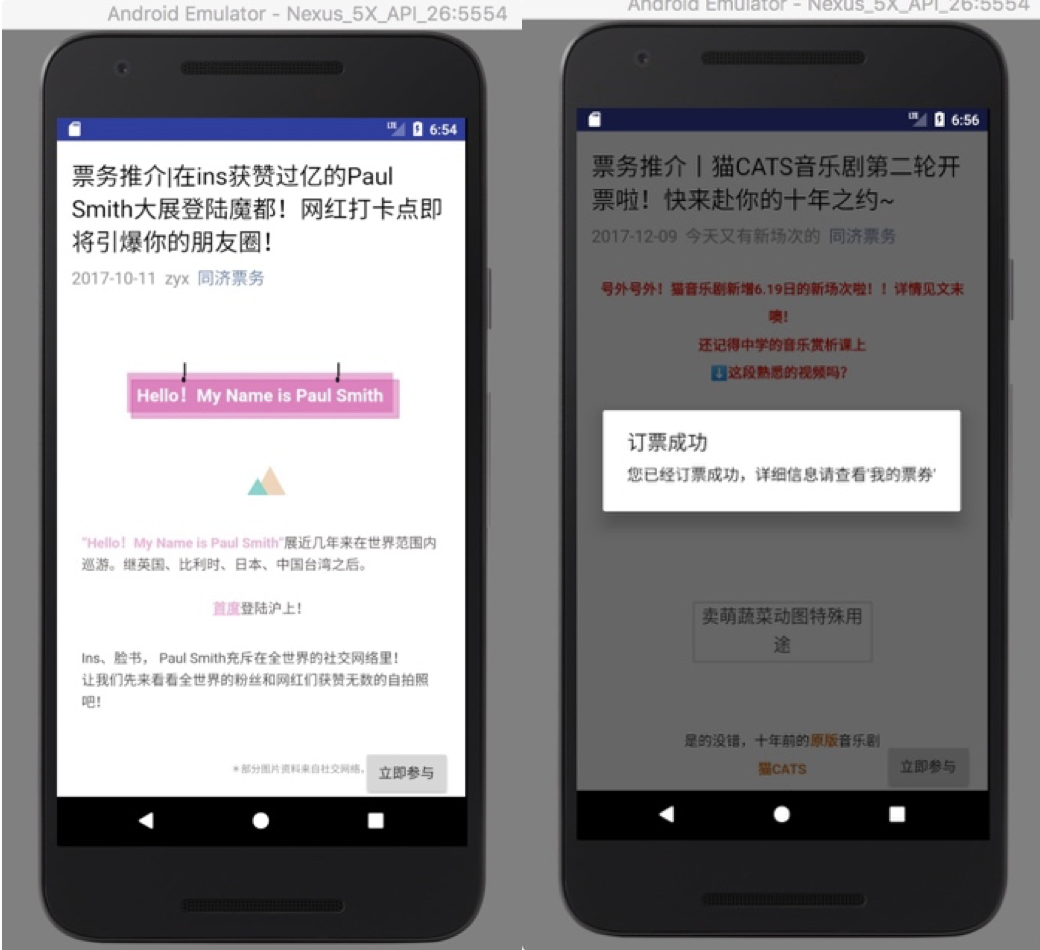 Android Emulator - Nexus_5X_API_26:5554
LTE 6:54
票务推介|在ins获赞过亿的Paul
Smith大展登陆魔都！网红打卡点即
将引爆你的朋友圈！
2017-10-11 zyx 同济票务
Hello！My Name is Paul Smith
"Hello！My Name is Paul Smith"展近几年来在世界范围内
巡游。继英国、比利时、日本、中国台湾之后。
首度登陆沪上！
Ins、脸书， Paul Smith充斥在全世界的社交网络里！
让我们先来看看全世界的粉丝和网红们获赞无数的自拍照
吧！
*部分图片资料来自社交网络。
立即参与
Android Emulator - Nexus_5X_API_26:5554
LTE 6:56
票务推介丨猫CATS音乐剧第二轮开
票啦！快来赴你的十年之约~
2017-12-09 今天又有新场次的 同济票务
号外号外！猫音乐剧新增6.19日的新场次啦！！详情见文末
噢！
还记得中学的音乐赏析课上
⬇️这段熟悉的视频吗？
订票成功
您已经订票成功，详细信息请查看'我的票券'
卖萌蔬菜动图特殊用
途
是的没错，十年前的原版音乐剧
猫CATS
立即参与